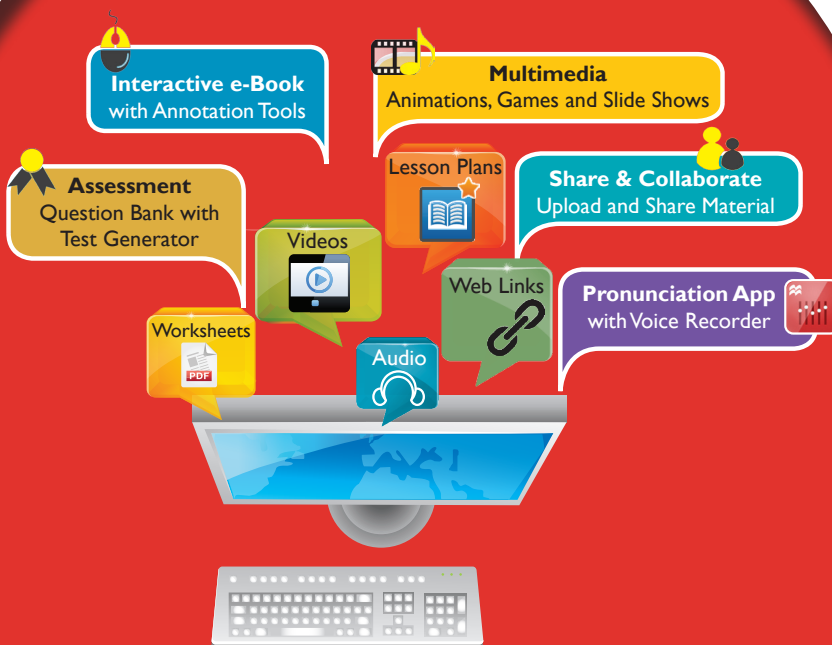 Interactive e-Book
with Annotation Tools
Multimedia
Animations, Games and Slide Shows
Lesson Plans
Share & Collaborate
Upload and Share Material
Assessment
Question Bank with
Test Generator
Videos
Web Links
Pronunciation App
with Voice Recorder
Worksheets
PDF
Audio